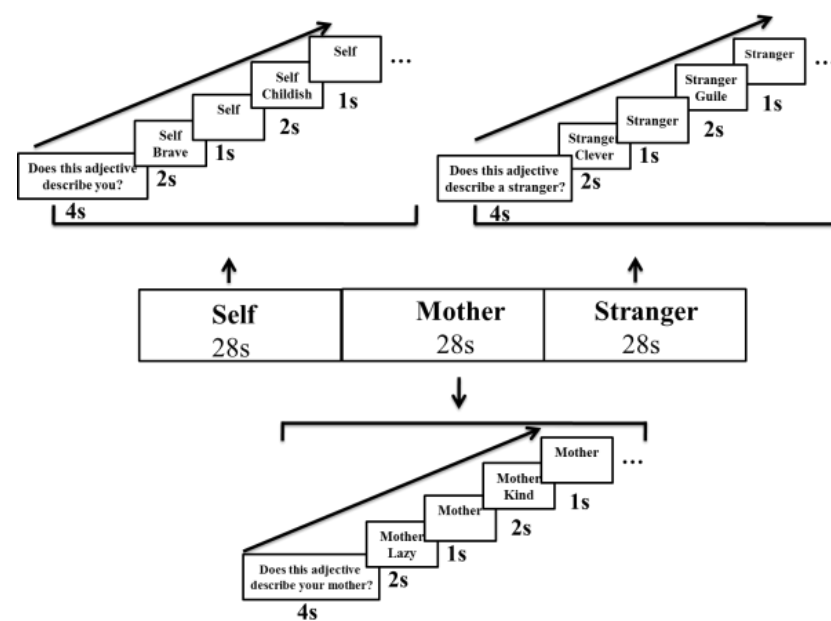 Does this adjective
describe you?
4s
Self
Brave
2s
Self
1s
Self
Childish
2s
Self
1s
...
Does this adjective
describe a stranger?
4s
Stranger
Clever
2s
Stranger
1s
Stranger
Guile
2s
Stranger
1s
...
Self
28s
Mother
28s
Stranger
28s
Does this adjective
describe your mother?
4s
Mother
Lazy
2s
Mother
1s
Mother
Kind
2s
Mother
1s
...